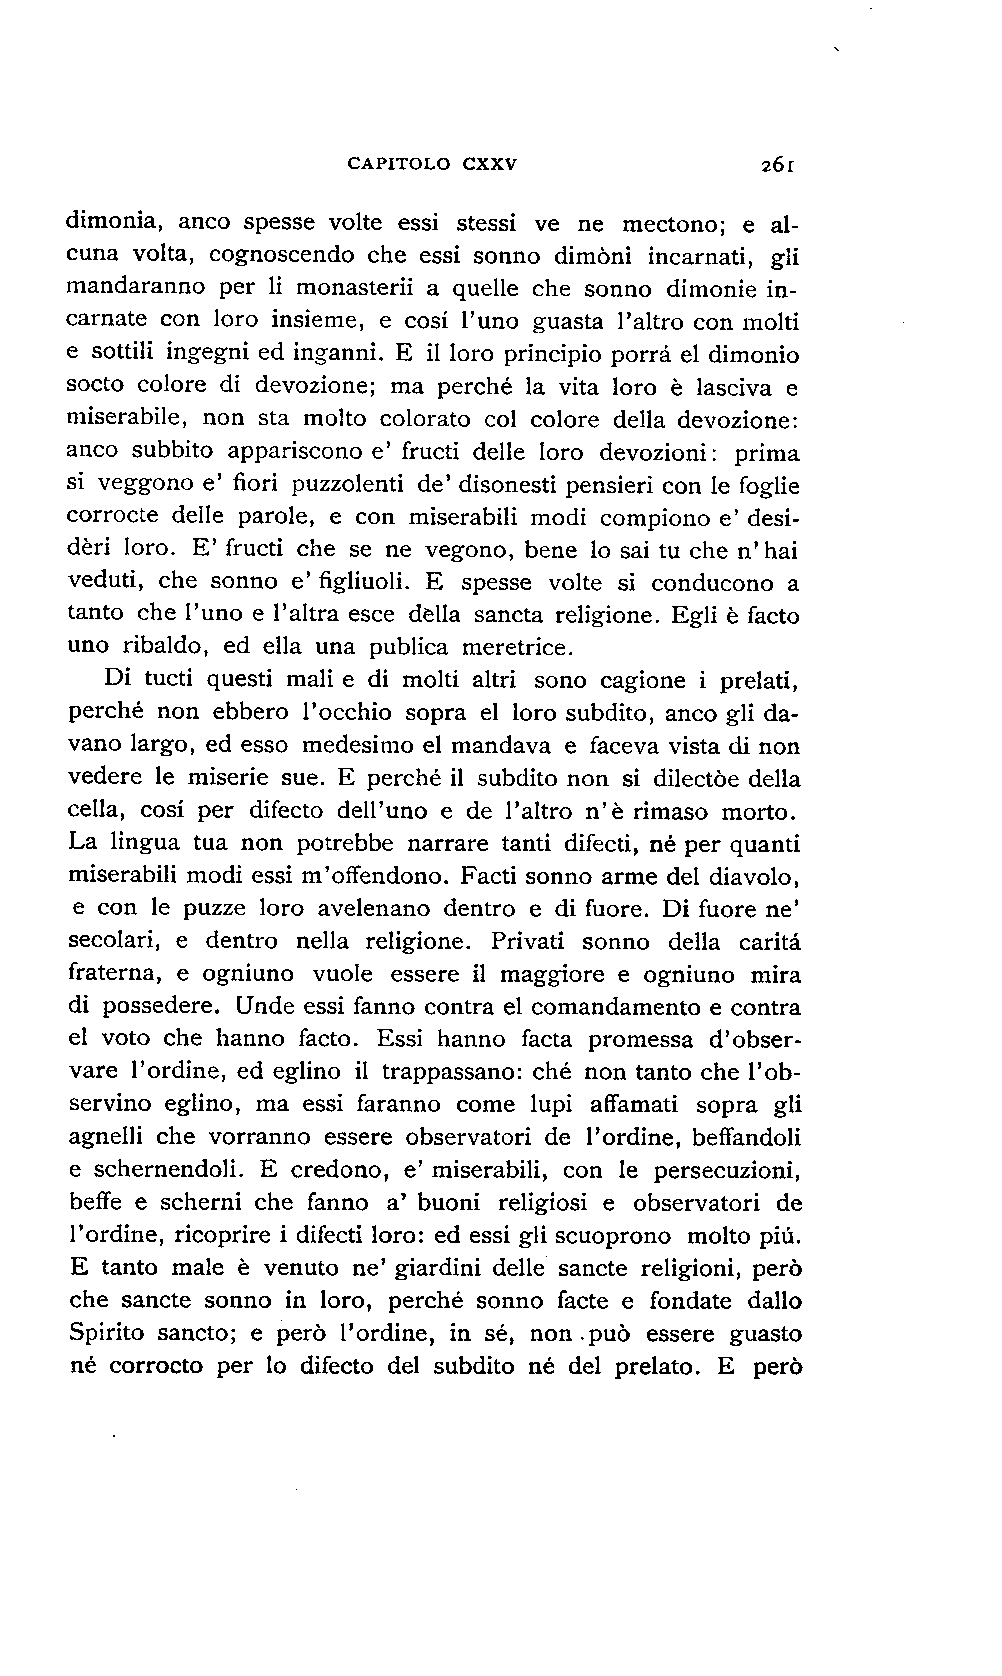 CAPITOLO CXXV 261
dimonia, anco spesse volte essi stessi ve ne mectono; e al-
cuna volta, cognoscendo che essi sonno dimòni incarnati, gli
mandaranno per li monasterii a quelle che sonno dimonie in-
carnate con loro insieme, e cosí l'uno guasta l'altro con molti
e sottili ingegni ed inganni. E il loro principio porrá el dimonio
socto colore di devozione; ma perché la vita loro è lasciva e
miserabile, non sta molto colorato col colore della devozione:
anco subbito appariscono e' fructi delle loro devozioni: prima
si veggono e' fiori puzzolenti de' disonesti pensieri con le foglie
corrocte delle parole, e con miserabili modi compiono e' desi-
dèri loro. E' fructi che se ne vegono, bene lo sai tu che n'hai
veduti, che sonno e' figliuoli. E spesse volte si conducono a
tanto che l'uno e l'altra esce della sancta religione. Egli è facto
uno ribaldo, ed ella una publica meretrice.
Di tucti questi mali e di molti altri sono cagione i prelati,
perché non ebbero l'occhio sopra el loro subdito, anco gli da-
vano largo, ed esso medesimo el mandava e faceva vista di non
vedere le miserie sue. E perché il subdito non si dilectòe della
cella, cosí per difecto dell'uno e de l'altro n'è rimaso morto.
La lingua tua non potrebbe narrare tanti difecti, né per quanti
miserabili modi essi m'offendono. Facti sonno arme del diavolo,
e con le puzze loro avelenano dentro e di fuore. Di fuore ne'
secolari, e dentro nella religione. Privati sonno della caritá
fraterna, e ogniuno vuole essere il maggiore e ogniuno mira
di possedere. Unde essi fanno contra el comandamento e contra
el voto che hanno facto. Essi hanno facta promessa d'obser-
vare l'ordine, ed eglino il trappassano: ché non tanto che l'ob-
servino eglino, ma essi faranno come lupi affamati sopra gli
agnelli che vorranno essere observatori de l'ordine, beffandoli
e schernendoli. E credono, e' miserabili, con le persecuzioni,
beffe e scherni che fanno a' buoni religiosi e observatori de
l'ordine, ricoprire i difecti loro: ed essi gli scuoprono molto piú.
E tanto male è venuto ne' giardini delle sancte religioni, però
che sancte sonno in loro, perché sonno facte e fondate dallo
Spirito sancto; e però l'ordine, in sé, non può essere guasto
né corrocto per lo difecto del subdito né del prelato. E però